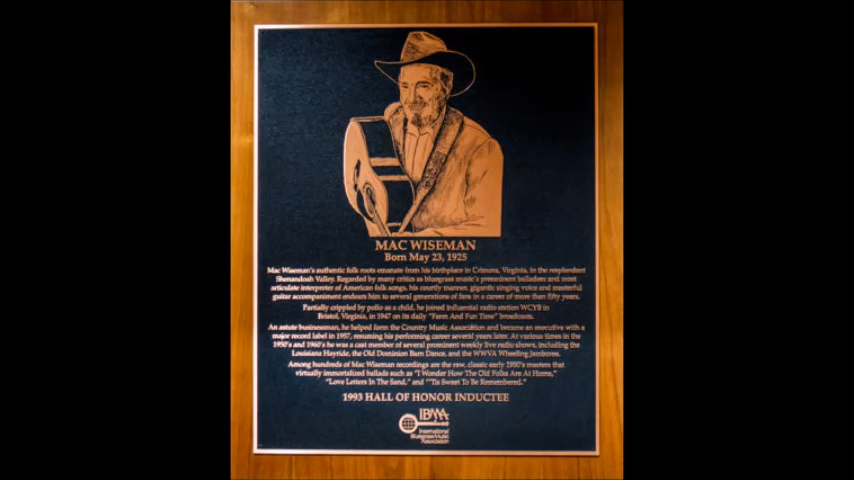 MAC WISEMAN
Born May 23, 1925
Mac Wiseman's authentic folk roots emanate from his birthplace in Crimora, Virginia, in the resplendent
Shenandoah Valley. Regarded by many critics as bluegrass music's preeminent balladeer and most
articulate interpreter of American folk songs, his courtly manner, gigantic singing voice and masterful
guitar accompaniment endears him to several generations of fans in a career of more than fifty years.
Partially crippled by polio as a child, he joined influential radio station WCYB in
Bristol, Virginia, in 1947 on its daily "Farm And Fun Time" broadcasts.
An astute businessman, he helped form the Country Music Association and became an executive with a
major record label in 1957, resuming his performing career several years later. At various times in the
1950's and 1960's he was a cast member of several prominent weekly live radio shows, including the
Louisiana Hayride, the Old Dominion Barn Dance, and the WWVA Wheeling Jamboree.
Among hundreds of Mac Wiseman recordings are the raw, classic early 1950's masters that
virtually immortalized ballads such as "I Wonder How The Old Folks Are At Home,"
"Love Letters In The Sand," and "'Tis Sweet To Be Remembered."
1993 HALL OF HONOR INDUCTEE
IBMA
International
Bluegrass Music
Association